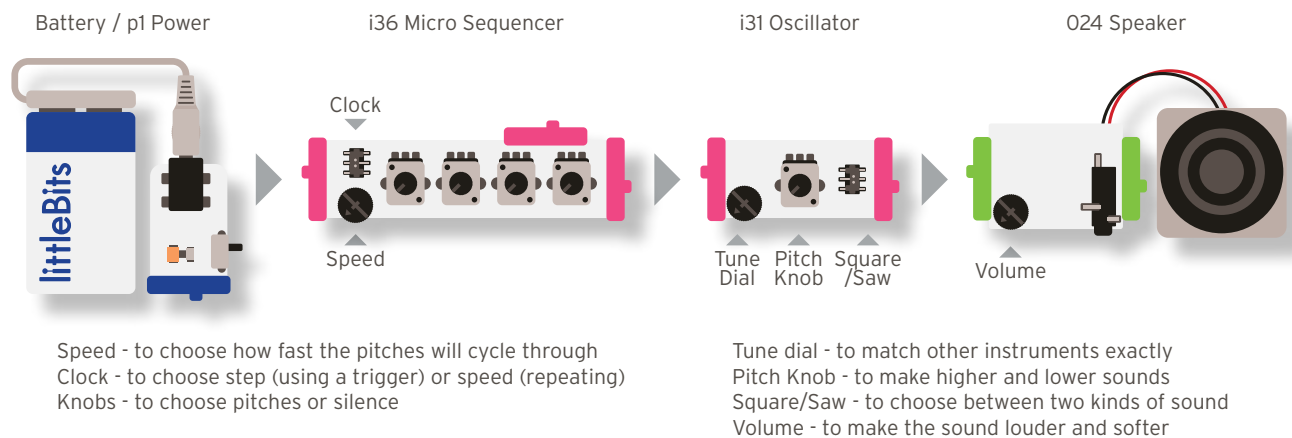 Battery / p1 Power
i36 Micro Sequencer
i31 Oscillator
024 Speaker
Clock
littleBits
Speed
Tune
Dial
Pitch
Knob
Square
/Saw
Volume
Speed - to choose how fast the pitches will cycle through
Clock - to choose step (using a trigger) or speed (repeating)
Knobs - to choose pitches or silence
Tune dial - to match other instruments exactly
Pitch Knob - to make higher and lower sounds
Square/Saw - to choose between two kinds of sound
Volume - to make the sound louder and softer